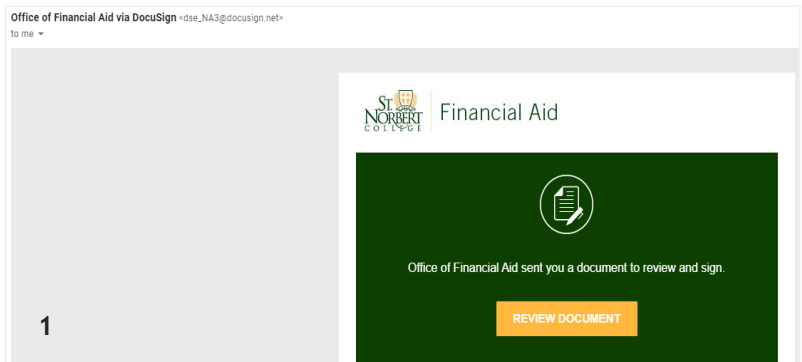 Office of Financial Aid via DocuSign <dse_NA3@docusign.net>
to me
ST.
NORBERT
COLLEGE
Financial Aid
Office of Financial Aid sent you a document to review and sign.
REVIEW DOCUMENT
1